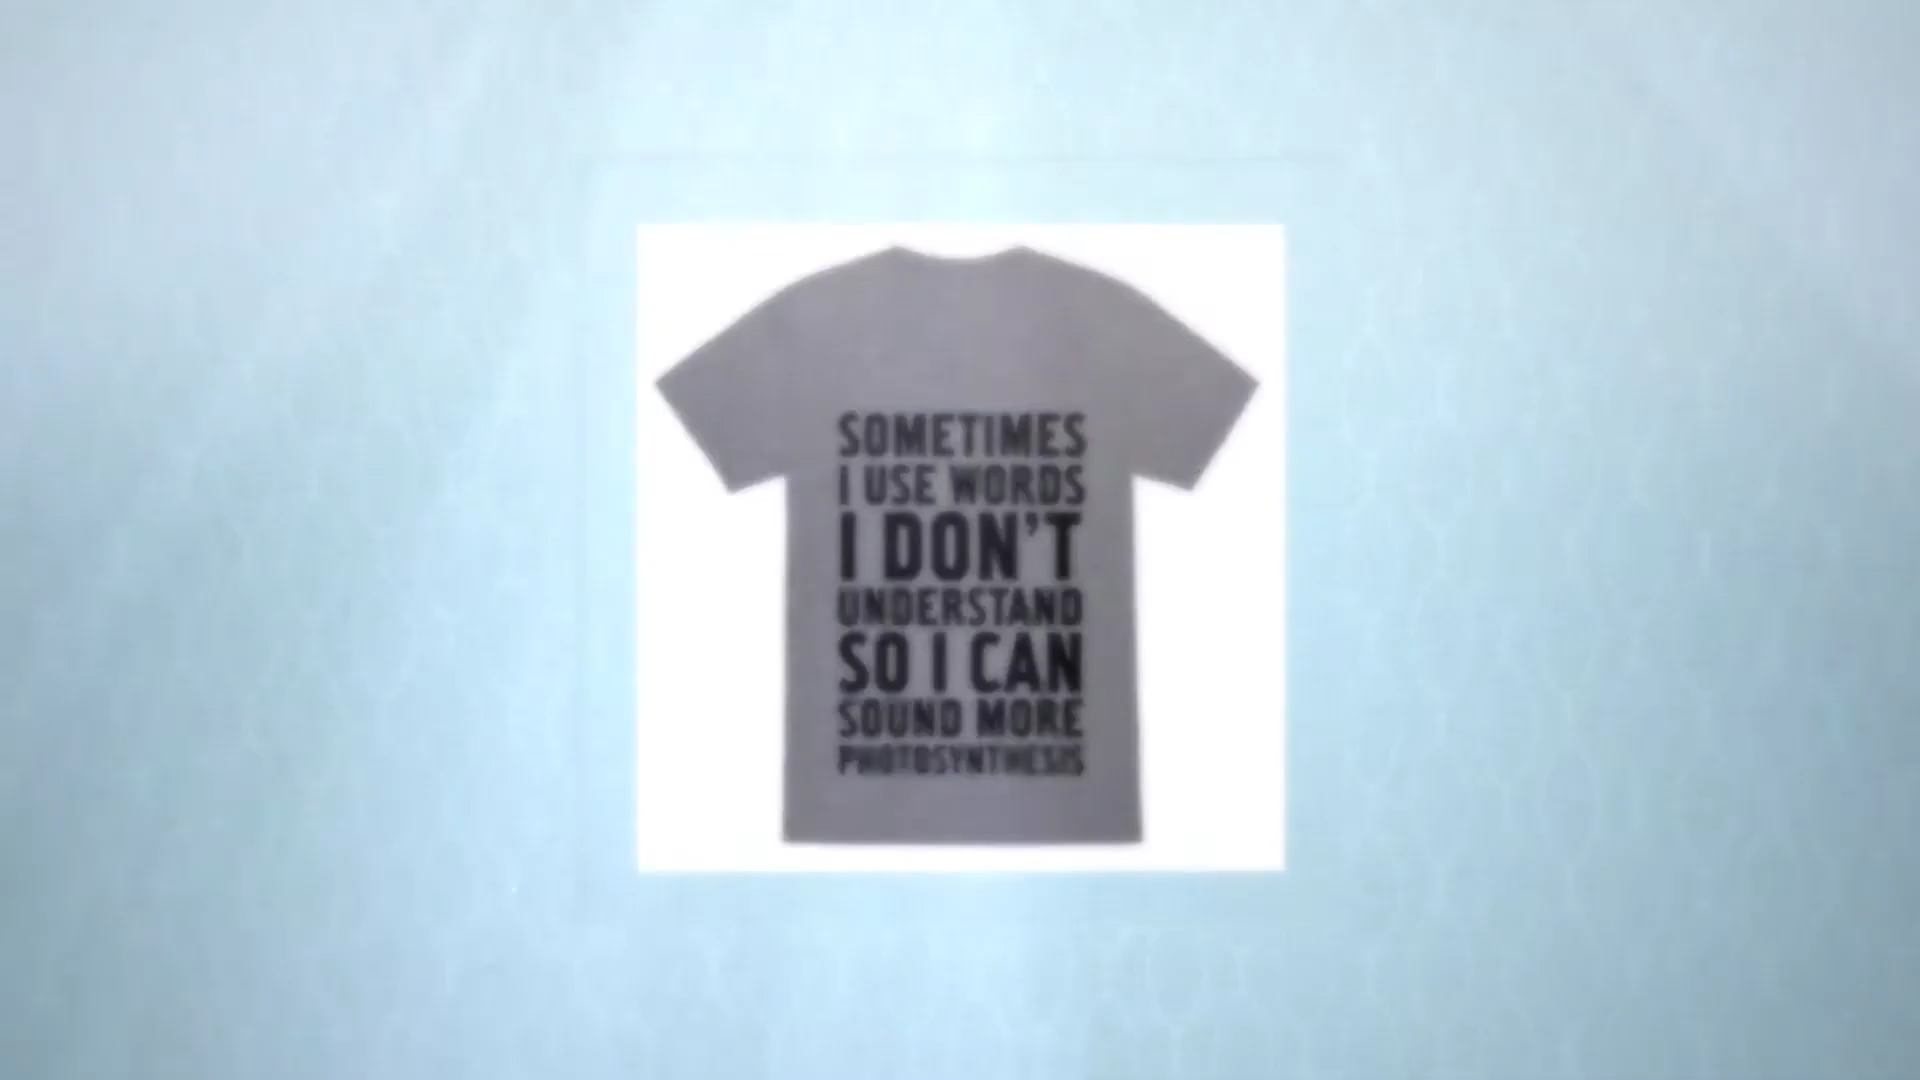 SOMETIMES
I USE WORDS
I DON'T
UNDERSTAND
SO I CAN
SOUND MORE
PHOTOSYNTHESIS